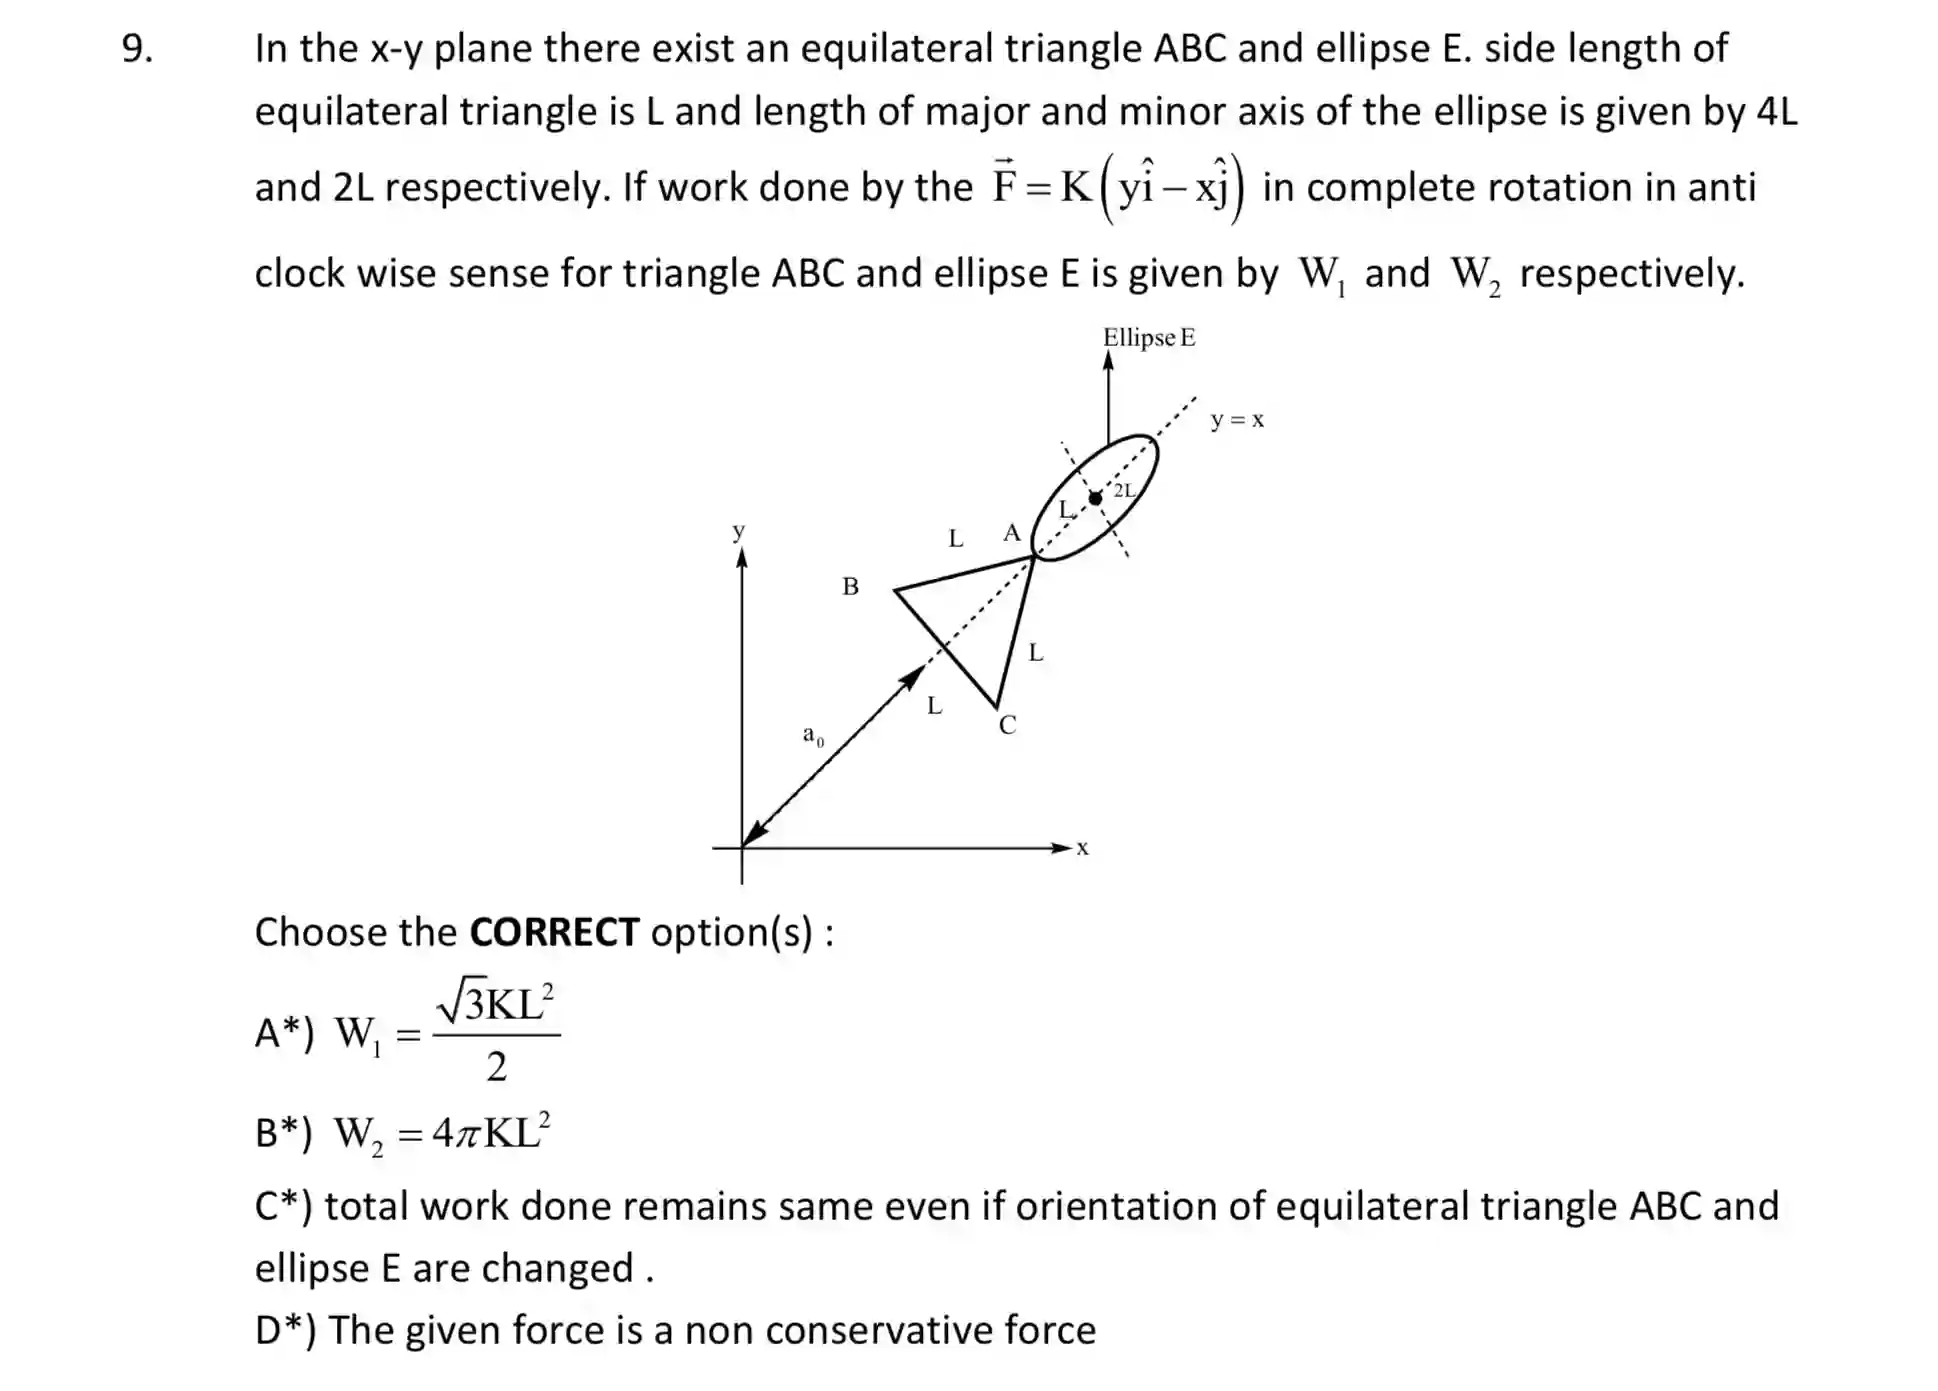 9. In the x-y plane there exist an equilateral triangle ABC and ellipse E. side length of
equilateral triangle is L and length of major and minor axis of the ellipse is given by 4L
and 2L respectively. If work done by the $\vec{F} = K(y\hat{i} - x\hat{j})$ in complete rotation in anti
clock wise sense for triangle ABC and ellipse E is given by $W_1$ and $W_2$ respectively.
Ellipse E
y = x
2L
L
y
L
A
B
L
L
C
$a_0$
x
Choose the CORRECT option(s) :
A*) $W_1 = \frac{\sqrt{3}KL^2}{2}$
B*) $W_2 = 4\pi KL^2$
C*) total work done remains same even if orientation of equilateral triangle ABC and
ellipse E are changed .
D*) The given force is a non conservative force